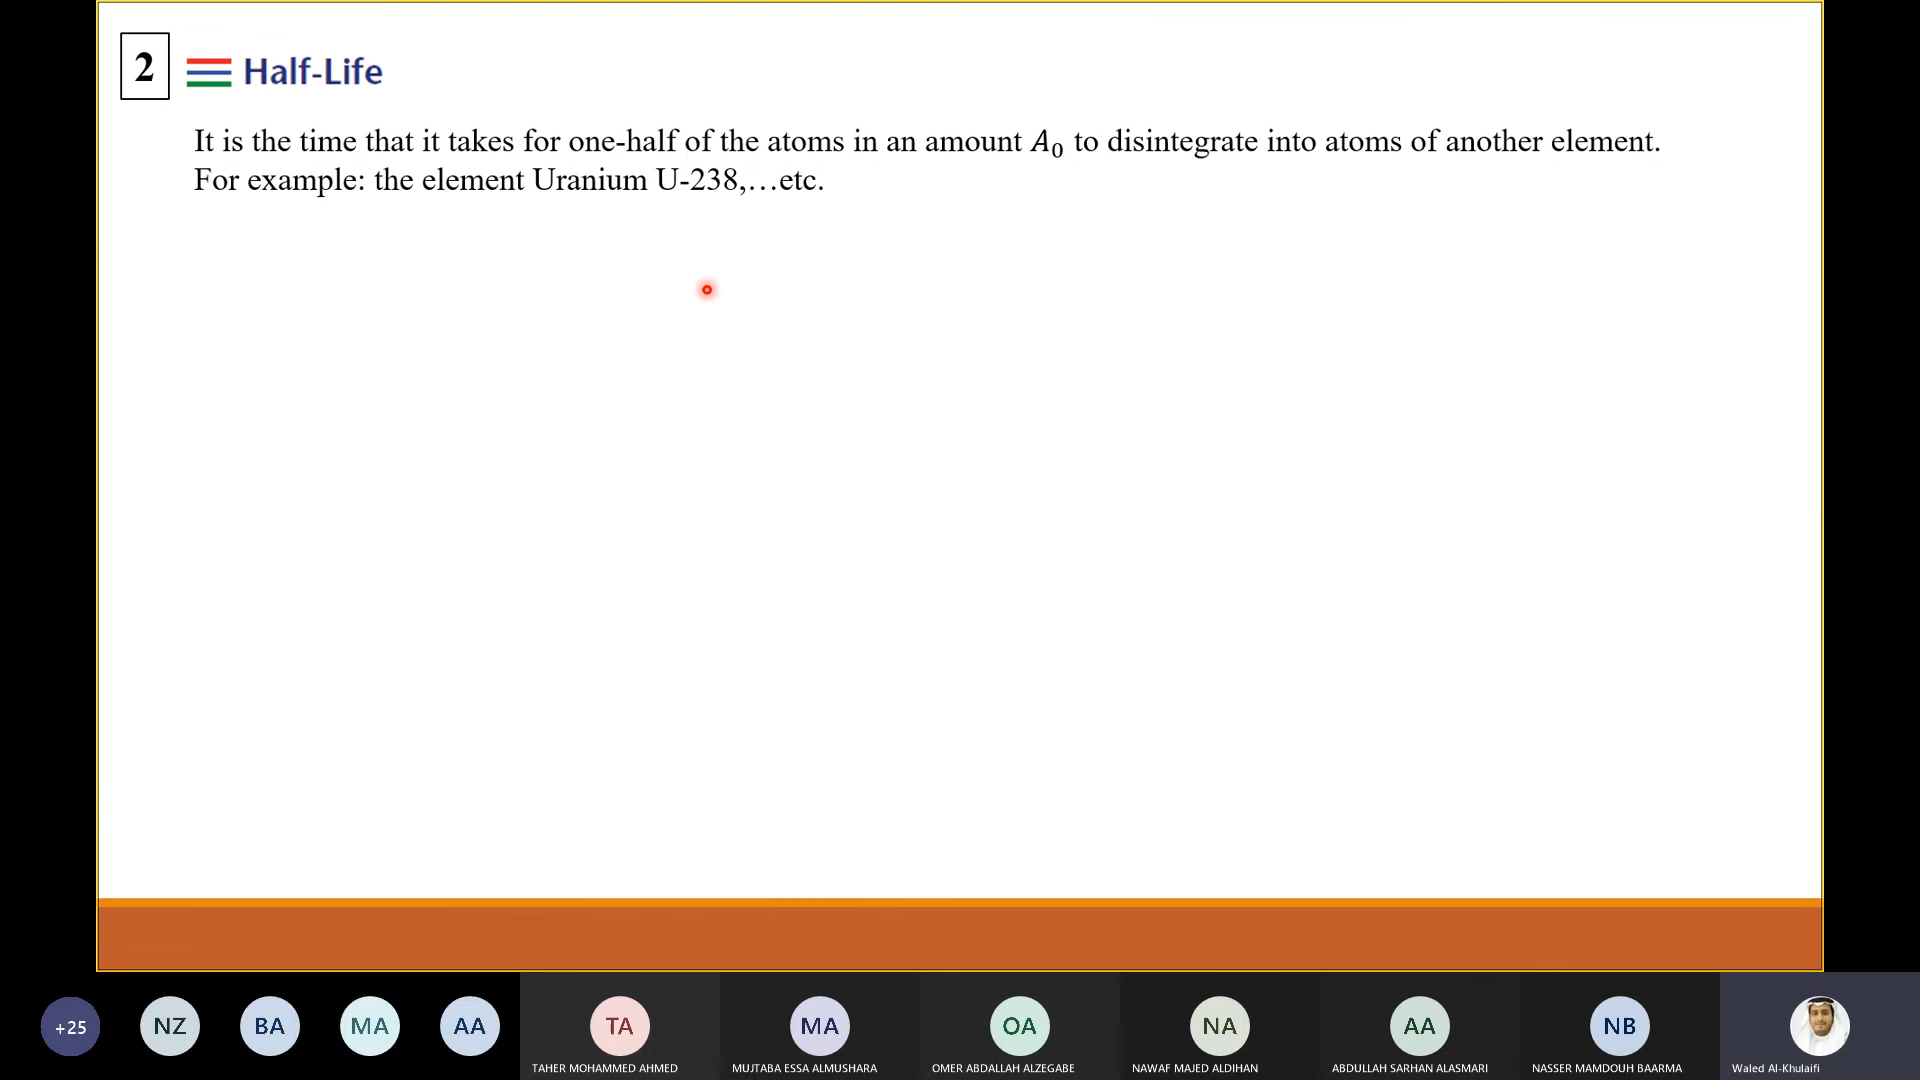 2
Half-Life
It is the time that it takes for one-half of the atoms in an amount A₀ to disintegrate into atoms of another element.
For example: the element Uranium U-238,…etc.
+25
NZ
BA
MA
AA
TA
MA
OA
NA
AA
NB
TAHER MOHAMMED AHMED
MUJTABA ESSA ALMUSHARA
OMER ABDALLAH ALZEGABE
NAWAF MAJED ALDIHAN
ABDULLAH SARHAN ALASMARI
NASSER MAMDOUH BAARMA
Waled Al-Khulaifi